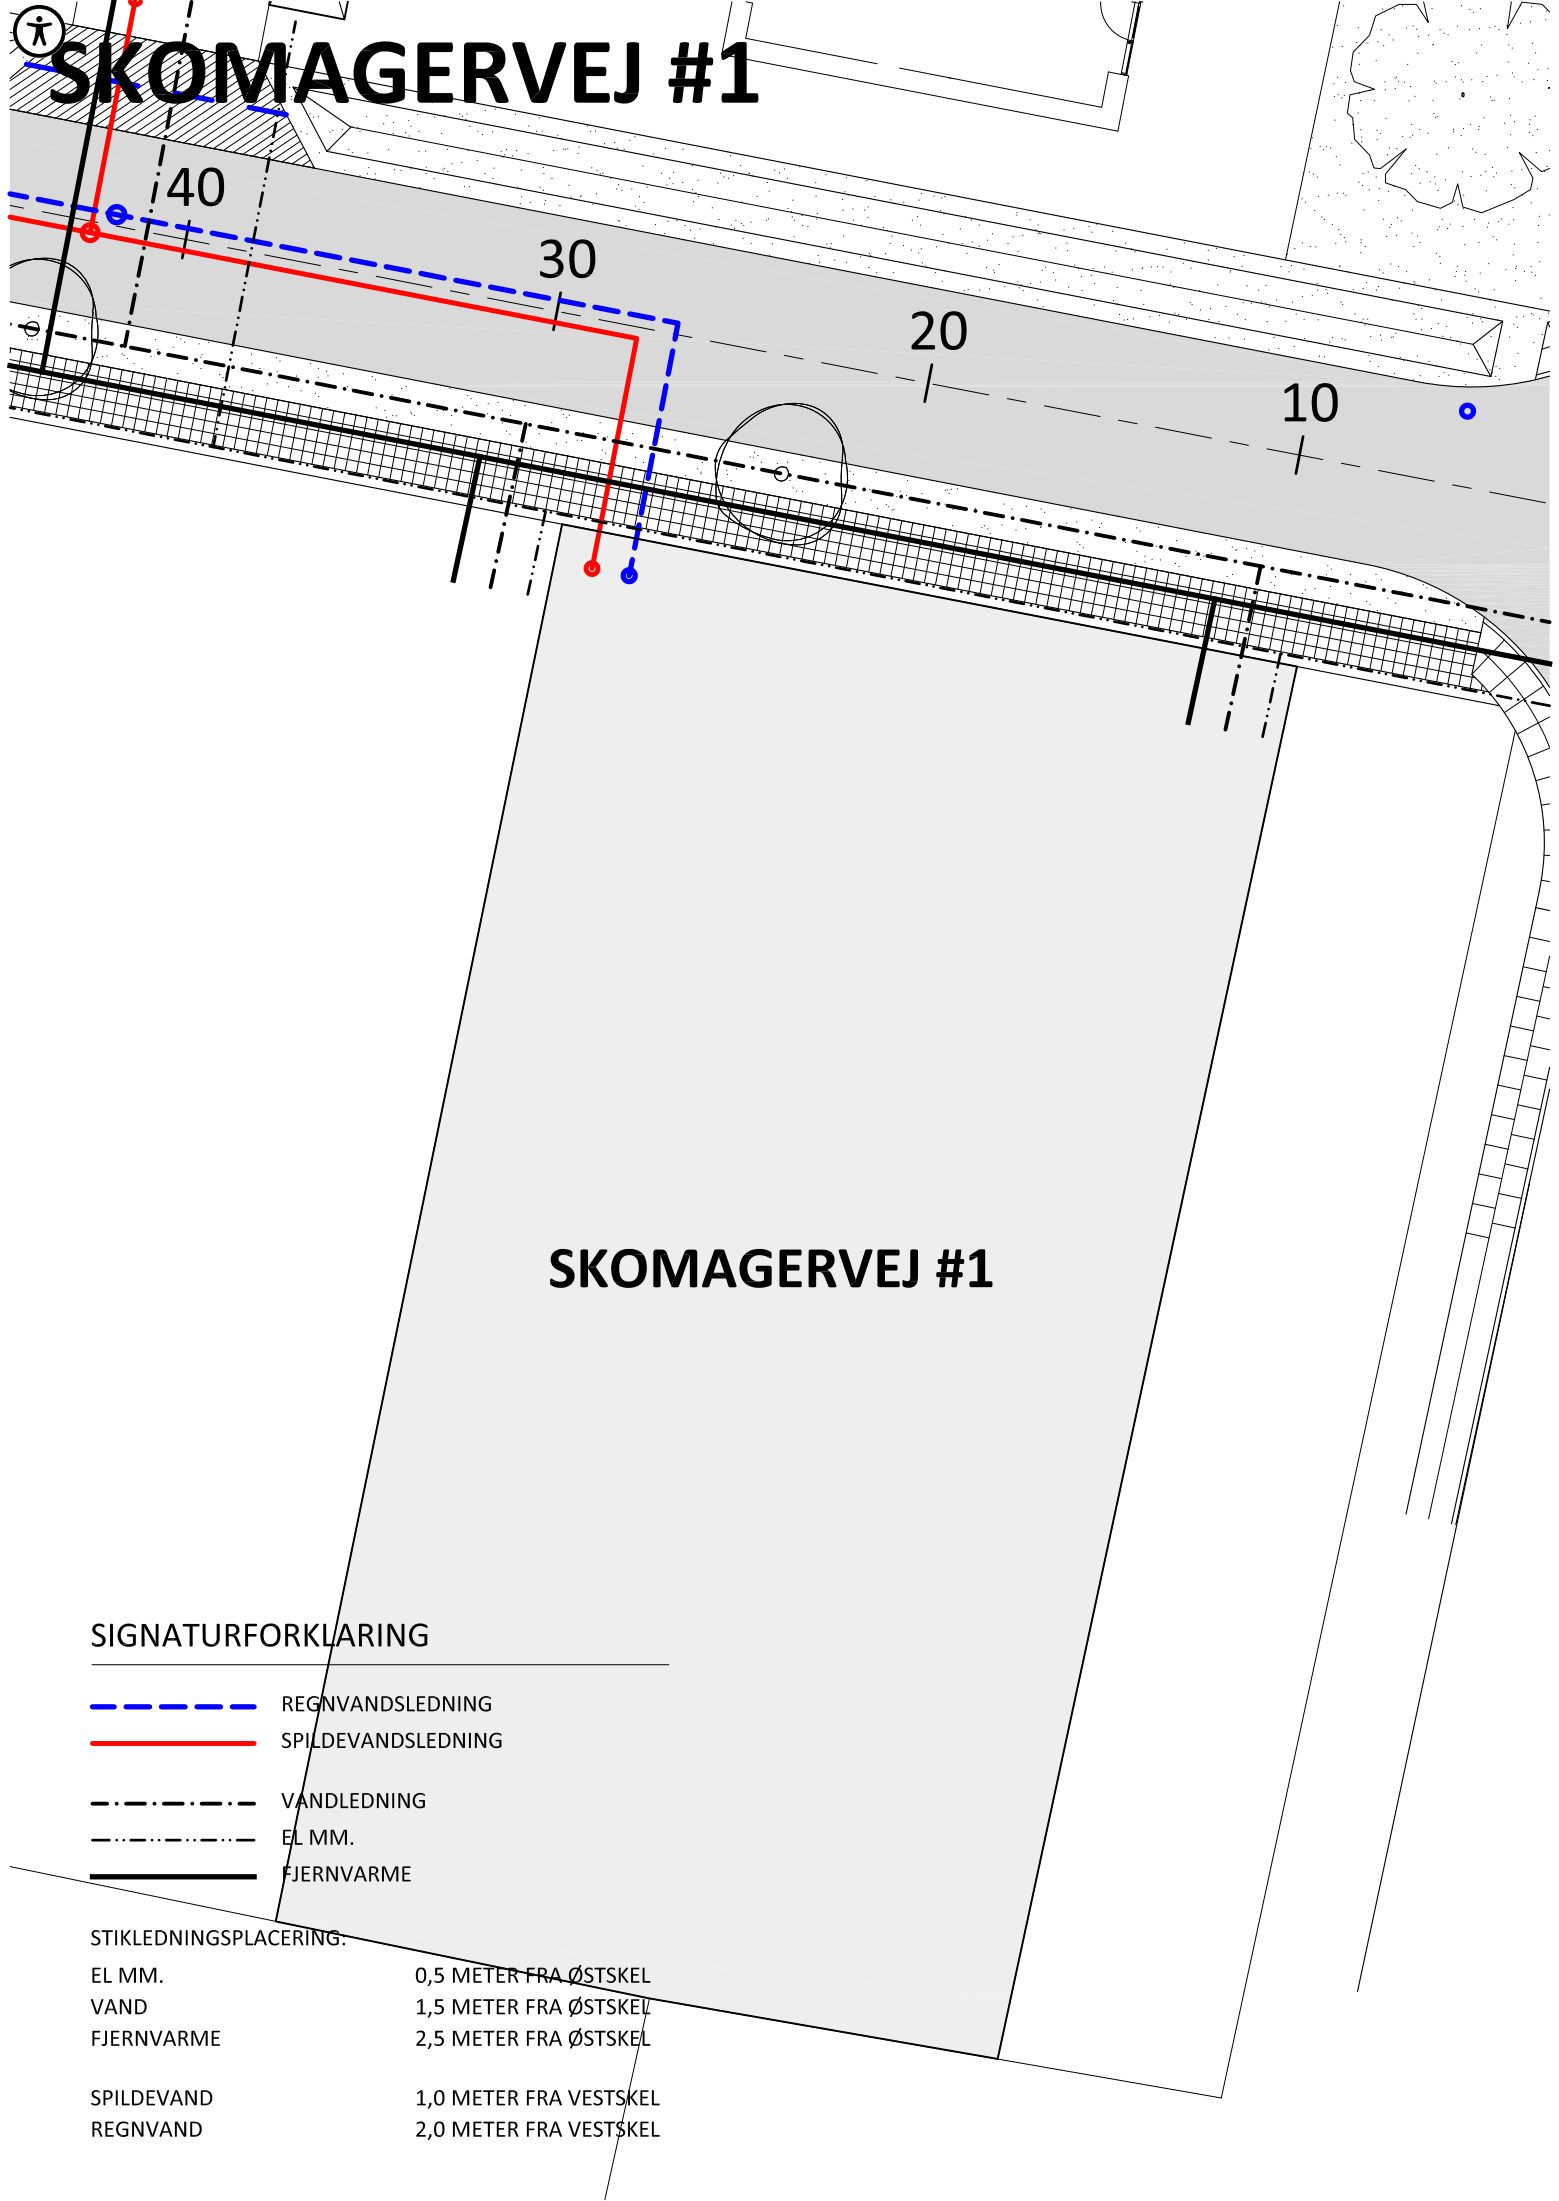 SKOMAGERVEJ #1
40
30
20
10
SKOMAGERVEJ #1
SIGNATURFORKLARING
REGNVANDSLEDNING
SPILDEVANDSLEDNING
VANDLEDNING
EL MM.
FJERNVARME
STIKLEDNINGSPLACERING:
EL MM. 0,5 METER FRA ØSTSKEL
VAND 1,5 METER FRA ØSTSKEL
FJERNVARME 2,5 METER FRA ØSTSKEL
SPILDEVAND 1,0 METER FRA VESTSKEL
REGNVAND 2,0 METER FRA VESTSKEL